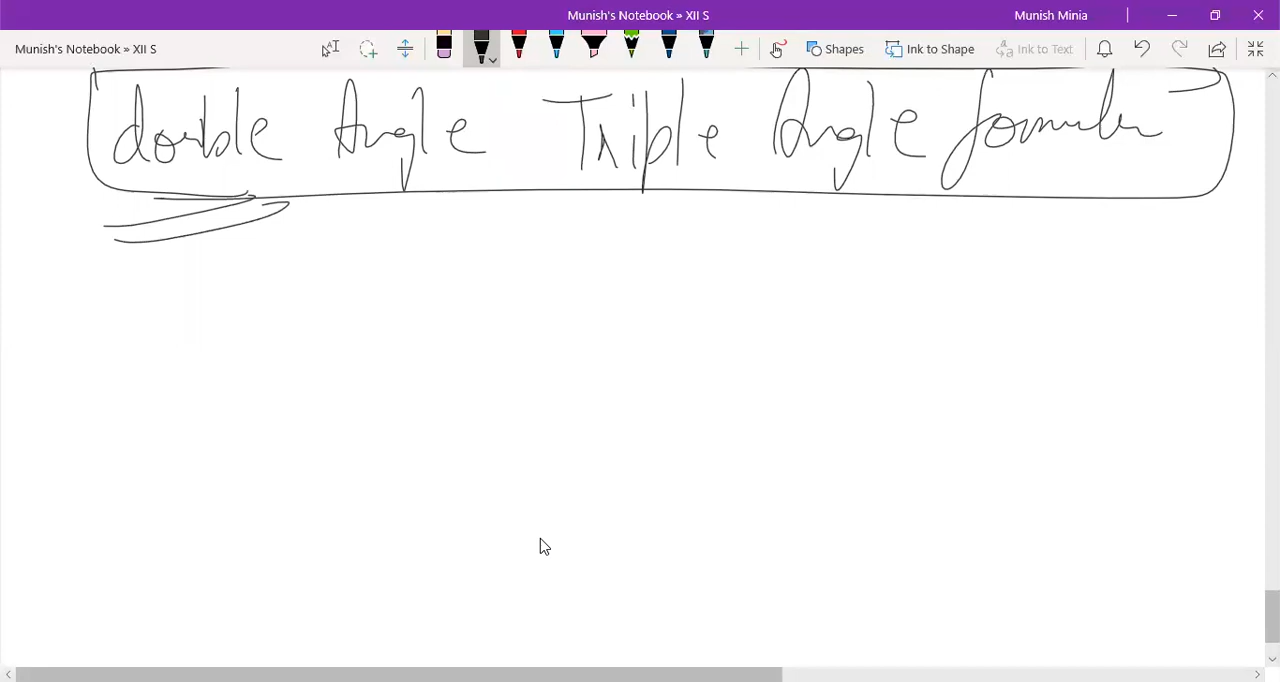 Munish's Notebook » XII S
Munish Minia
Munish's Notebook » XII S
Shapes
Ink to Shape
Ink to Text
double Angle Triple Angle formulae